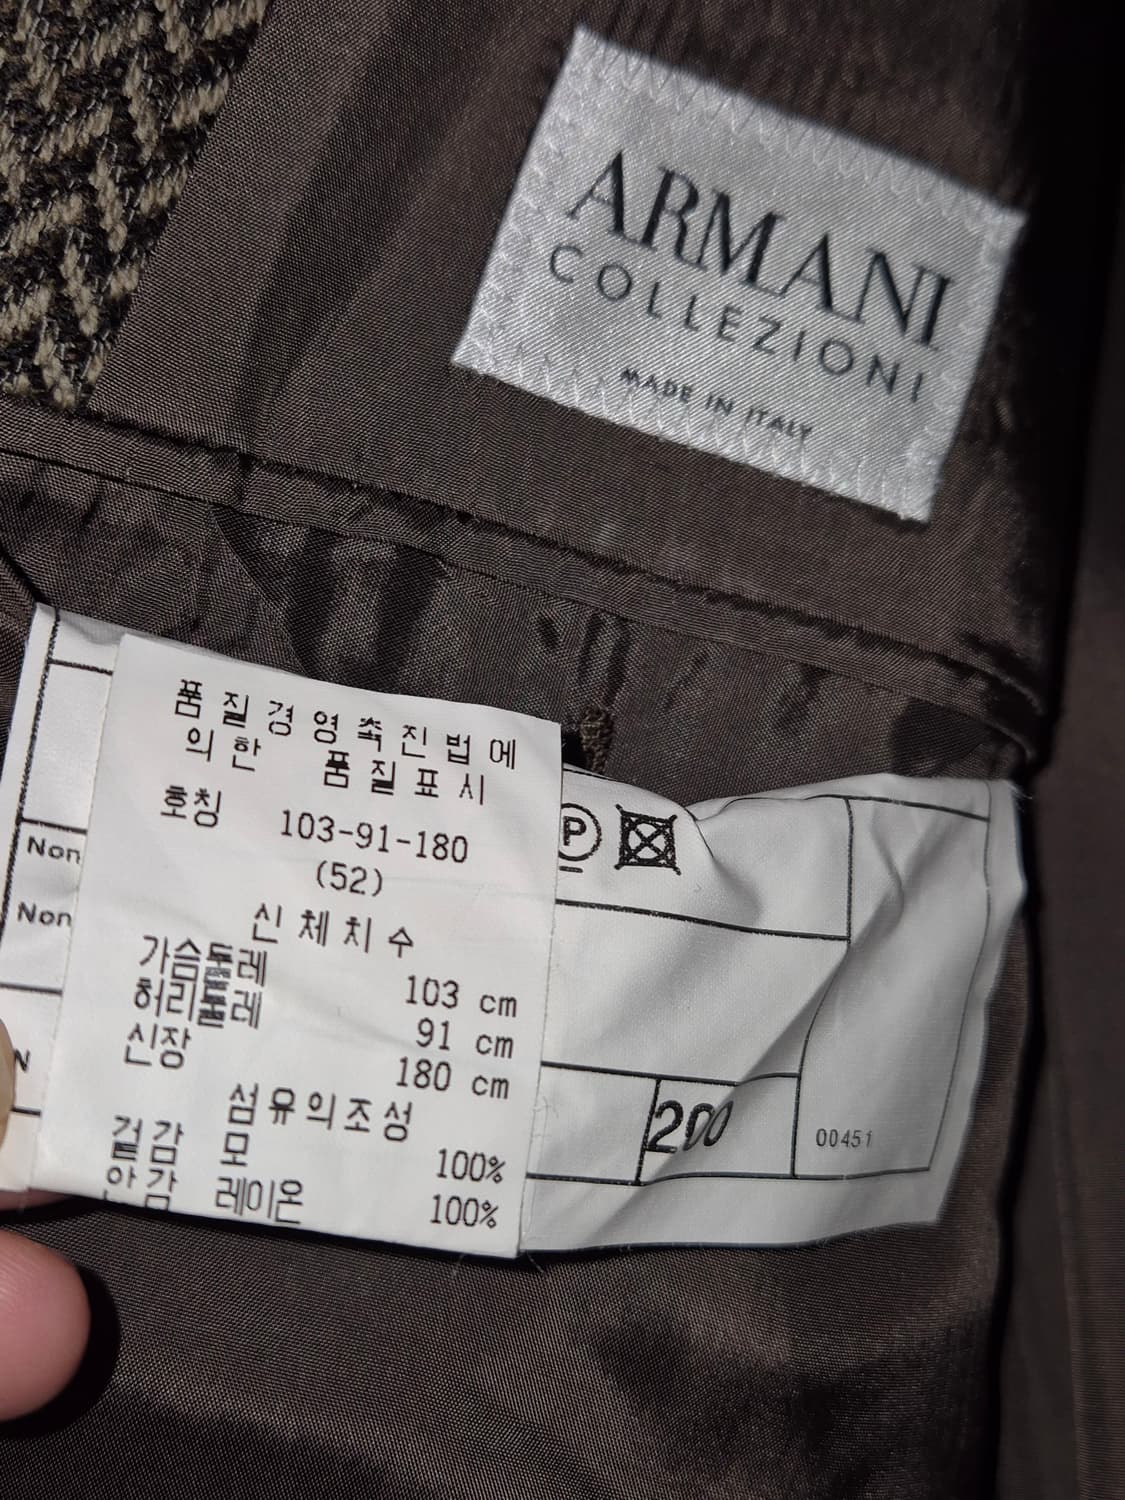 ARMANI
COLLEZIONI
MADE IN ITALY
품질경영촉진법에
의한 품질표시
호칭 103-91-180
(52)
신체치수
가슴둘레 103 cm
허리둘레 91 cm
신장 180 cm
섬유의조성
겉감 모 100%
안감 레이온 100%
Non
Non
N
P
200
00451